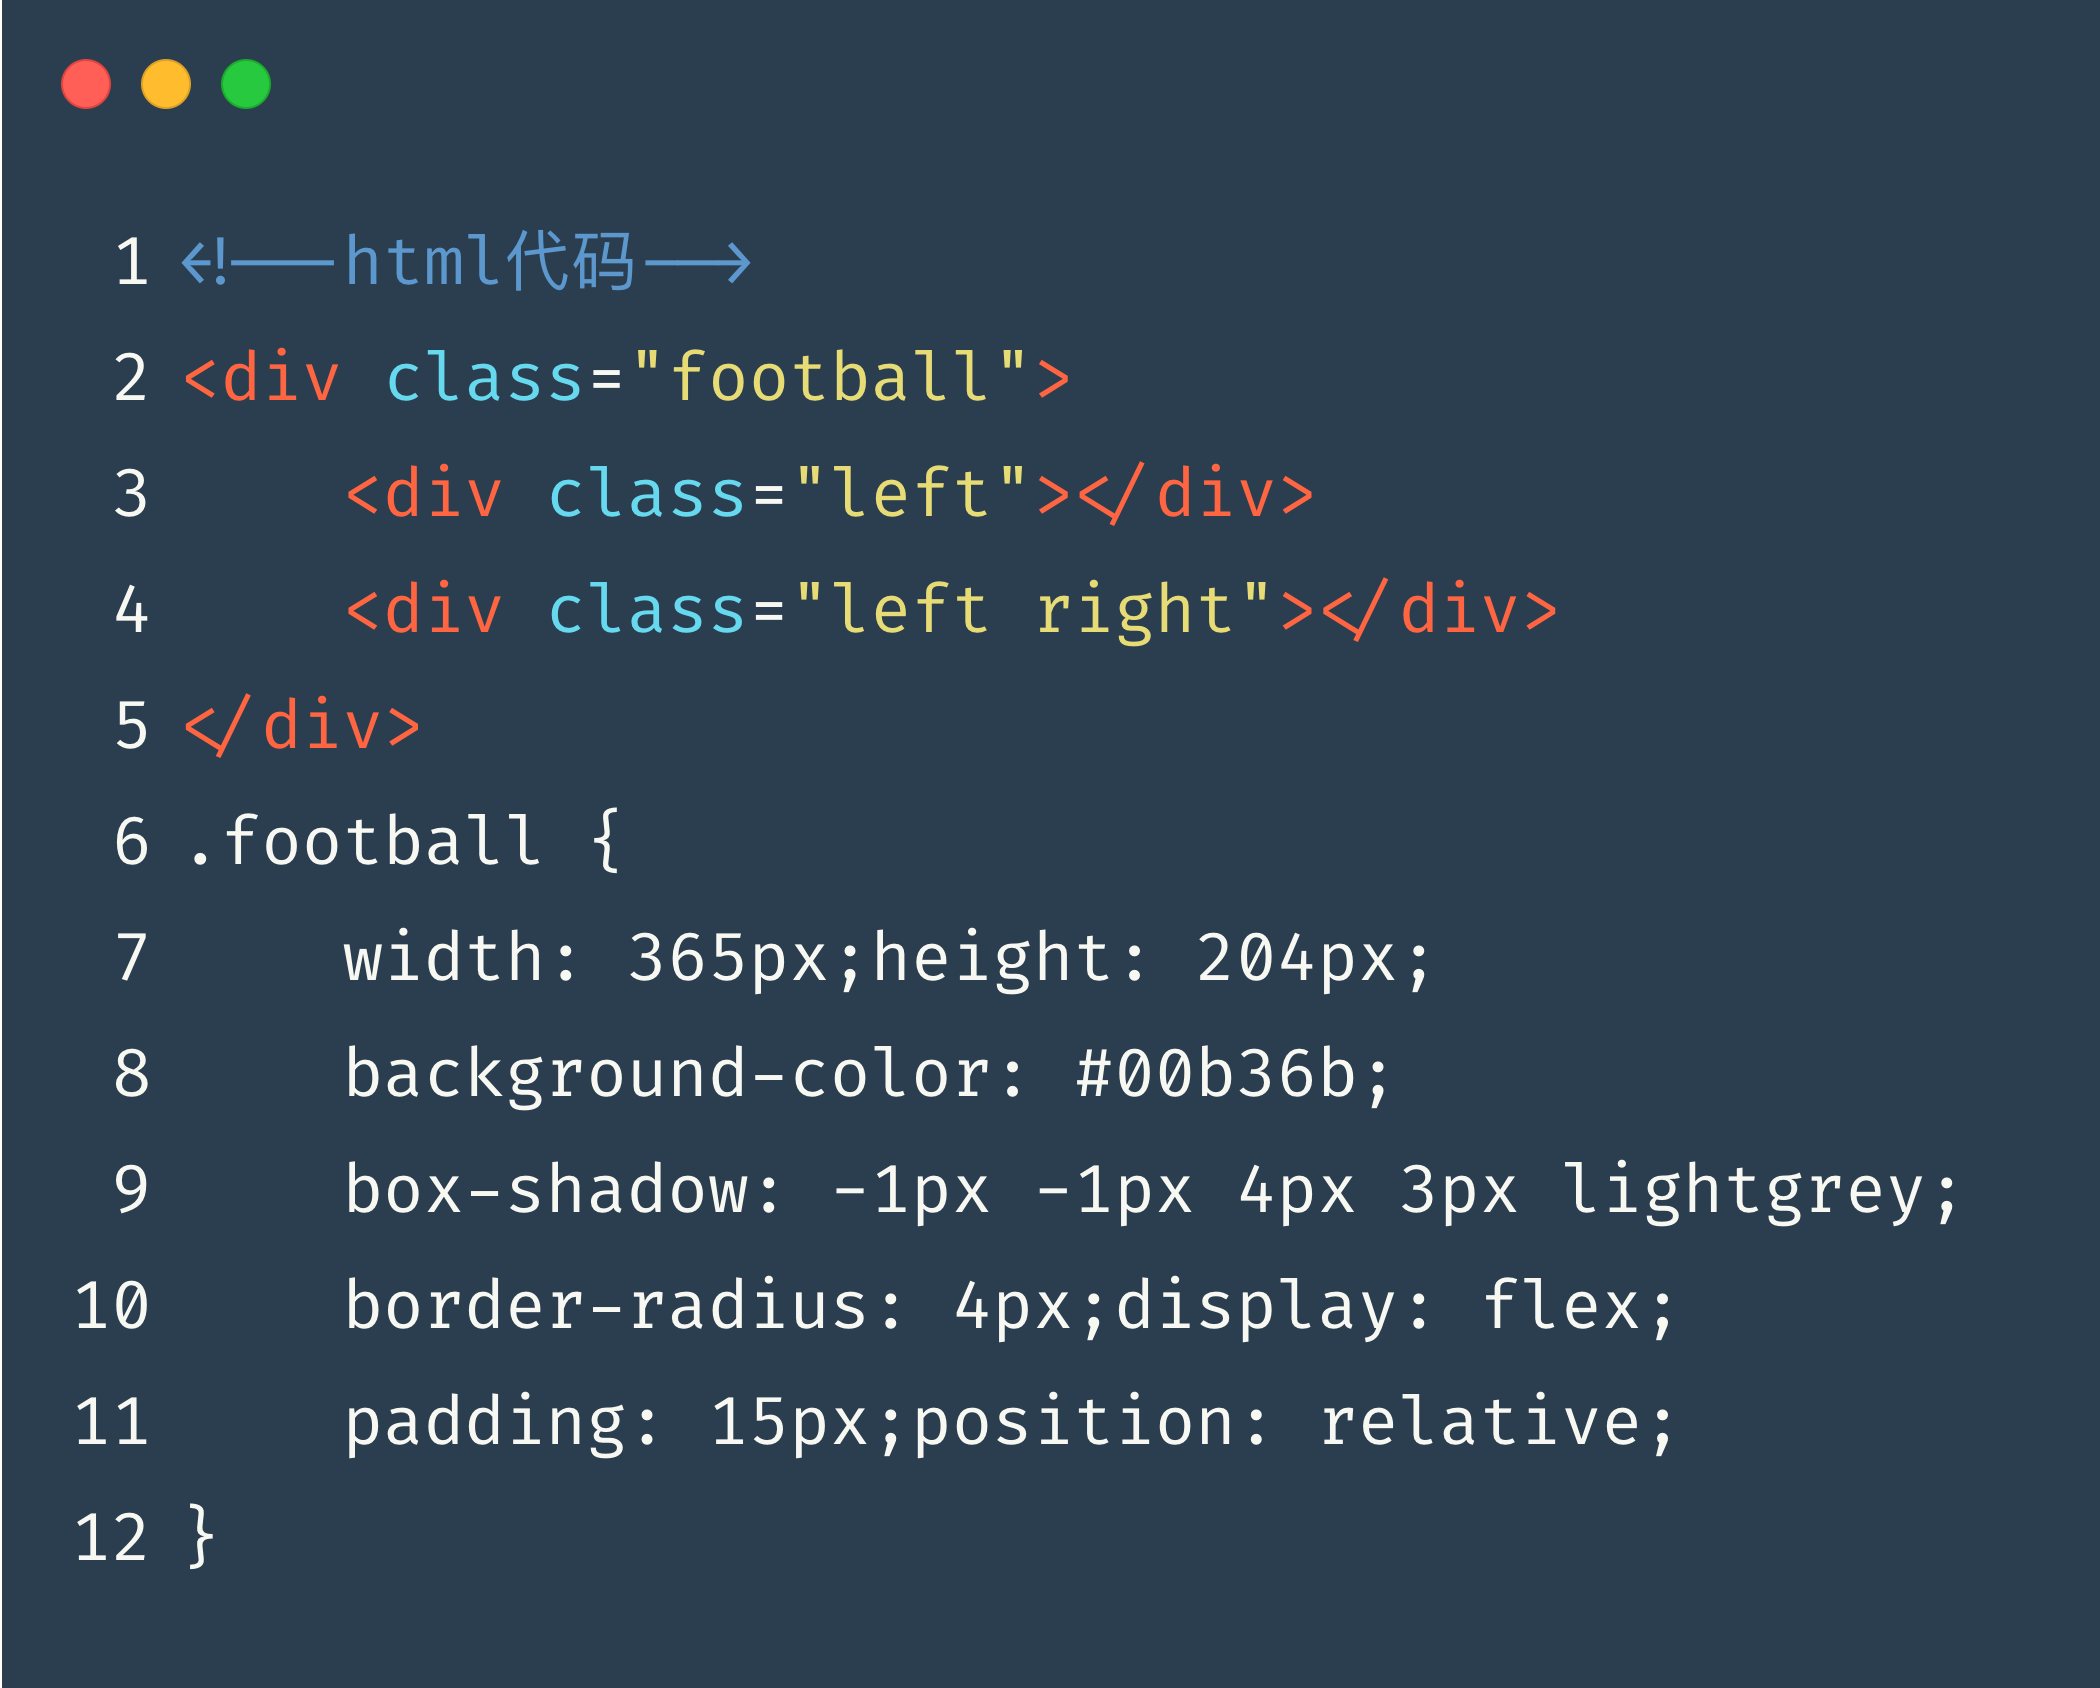 1 <!--html代码-->
2 <div class="football">
3     <div class="left"></div>
4     <div class="left right"></div>
5 </div>
6 .football {
7     width: 365px;height: 204px;
8     background-color: #00b36b;
9     box-shadow: -1px -1px 4px 3px lightgrey;
10     border-radius: 4px;display: flex;
11     padding: 15px;position: relative;
12 }